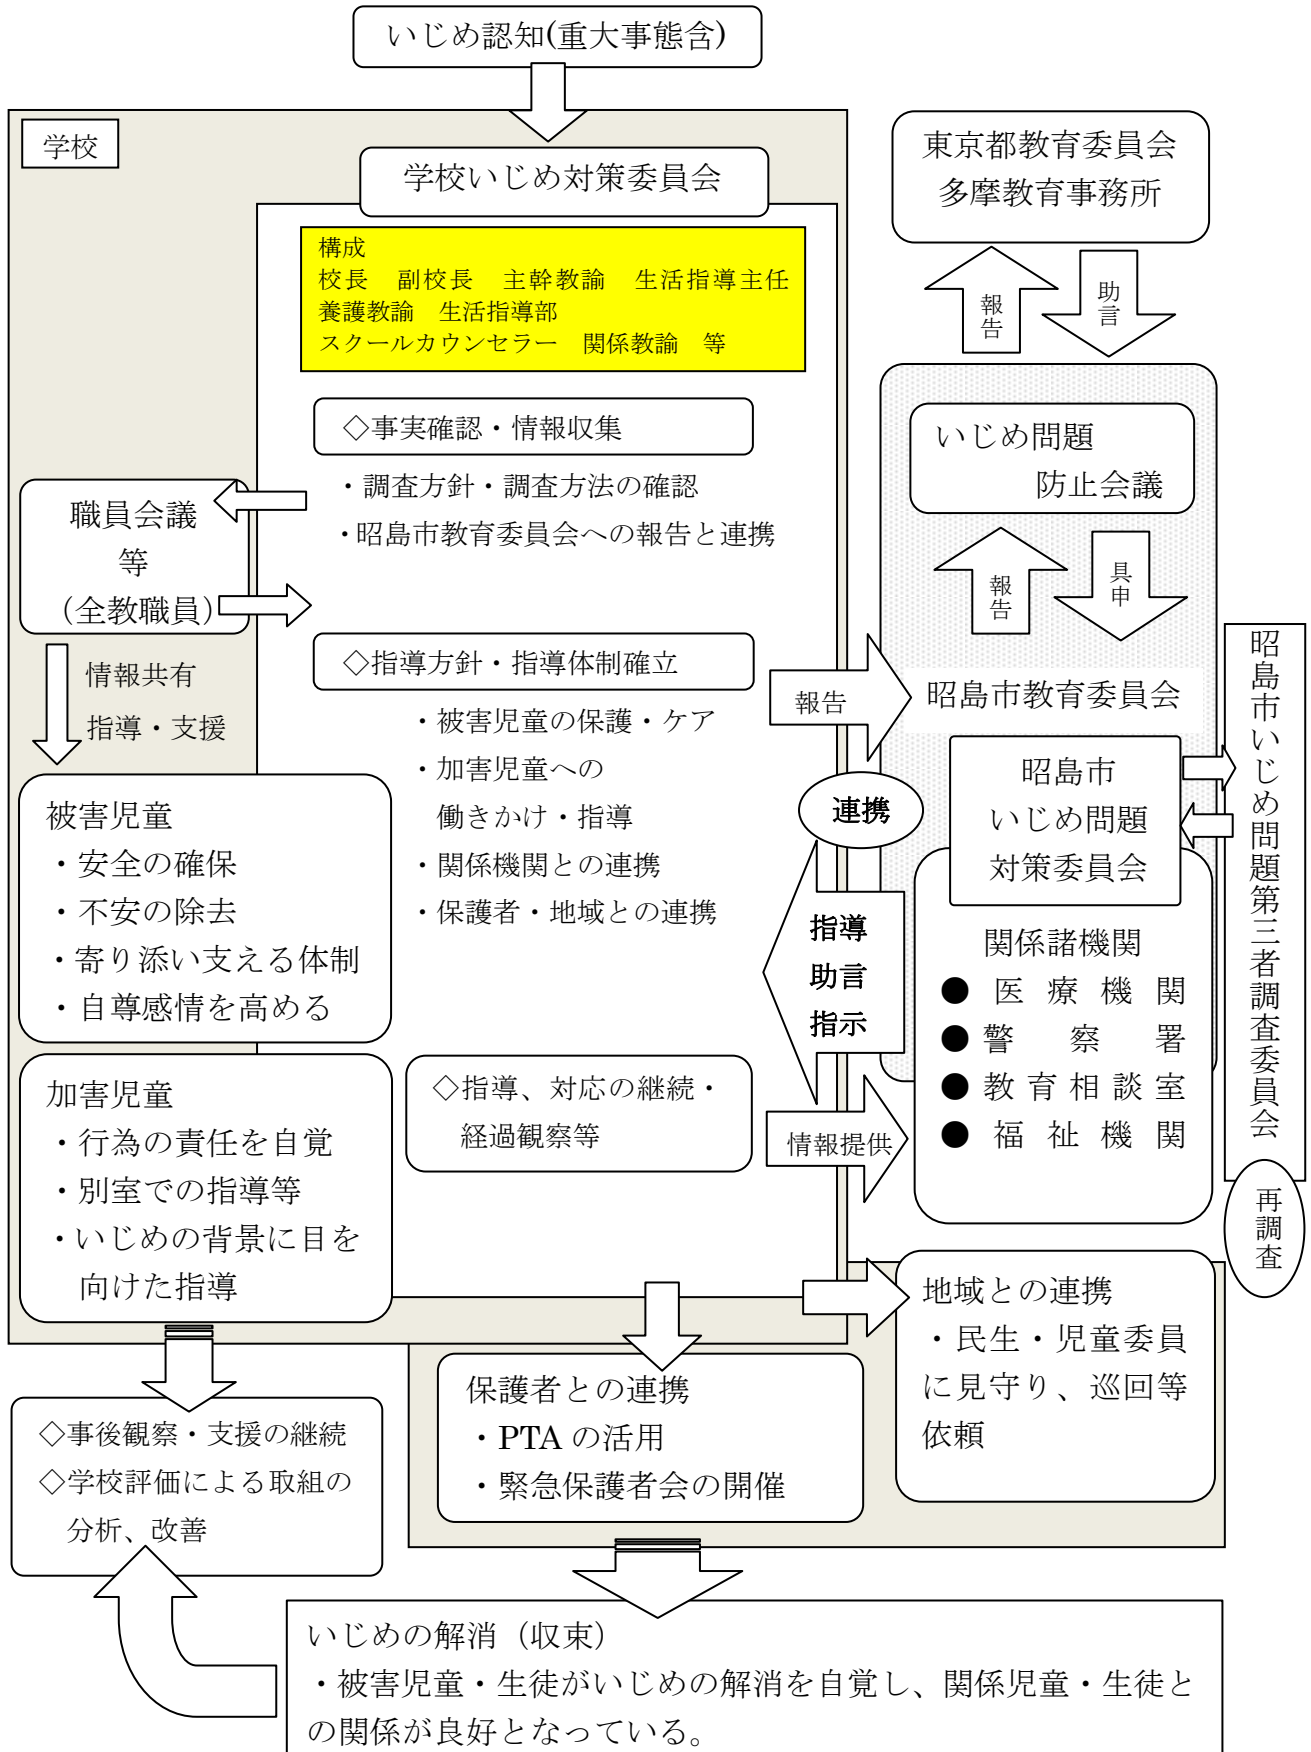 いじめ認知(重大事態含)
学校
学校いじめ対策委員会
構成
校長　副校長　主幹教諭　生活指導主任
養護教諭　生活指導部
スクールカウンセラー　関係教諭　等
◇事実確認・情報収集
・調査方針・調査方法の確認
・昭島市教育委員会への報告と連携
職員会議
等
（全教職員）
情報共有
指導・支援
◇指導方針・指導体制確立
・被害児童の保護・ケア
・加害児童への
働きかけ・指導
・関係機関との連携
・保護者・地域との連携
被害児童
・安全の確保
・不安の除去
・寄り添い支える体制
・自尊感情を高める
加害児童
・行為の責任を自覚
・別室での指導等
・いじめの背景に目を
向けた指導
◇指導、対応の継続・
経過観察等
東京都教育委員会
多摩教育事務所
報告
助言
いじめ問題
防止会議
報告
具申
報告
昭島市教育委員会
連携
昭島市
いじめ問題
対策委員会
指導
助言
指示
関係諸機関
●医療機関
●警察署
●教育相談室
●福祉機関
情報提供
昭島市いじめ問題第三者調査委員会
再調査
地域との連携
・民生・児童委員
に見守り、巡回等
依頼
保護者との連携
・PTA の活用
・緊急保護者会の開催
◇事後観察・支援の継続
◇学校評価による取組の
分析、改善
いじめの解消（収束）
・被害児童・生徒がいじめの解消を自覚し、関係児童・生徒と
の関係が良好となっている。